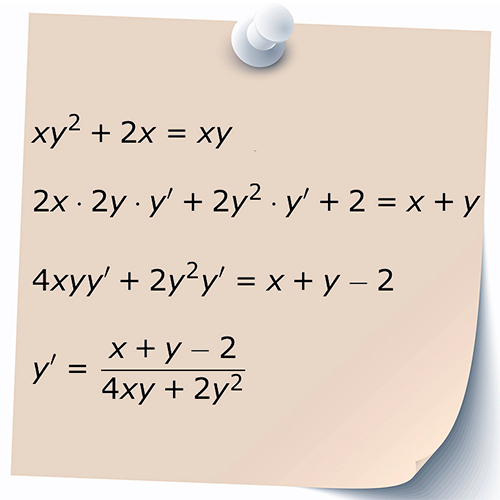 xy² + 2x = xy
2x · 2y · y′ + 2y² · y′ + 2 = x + y
4xyy′ + 2y²y′ = x + y − 2
y′ = (x + y − 2)/(4xy + 2y²)